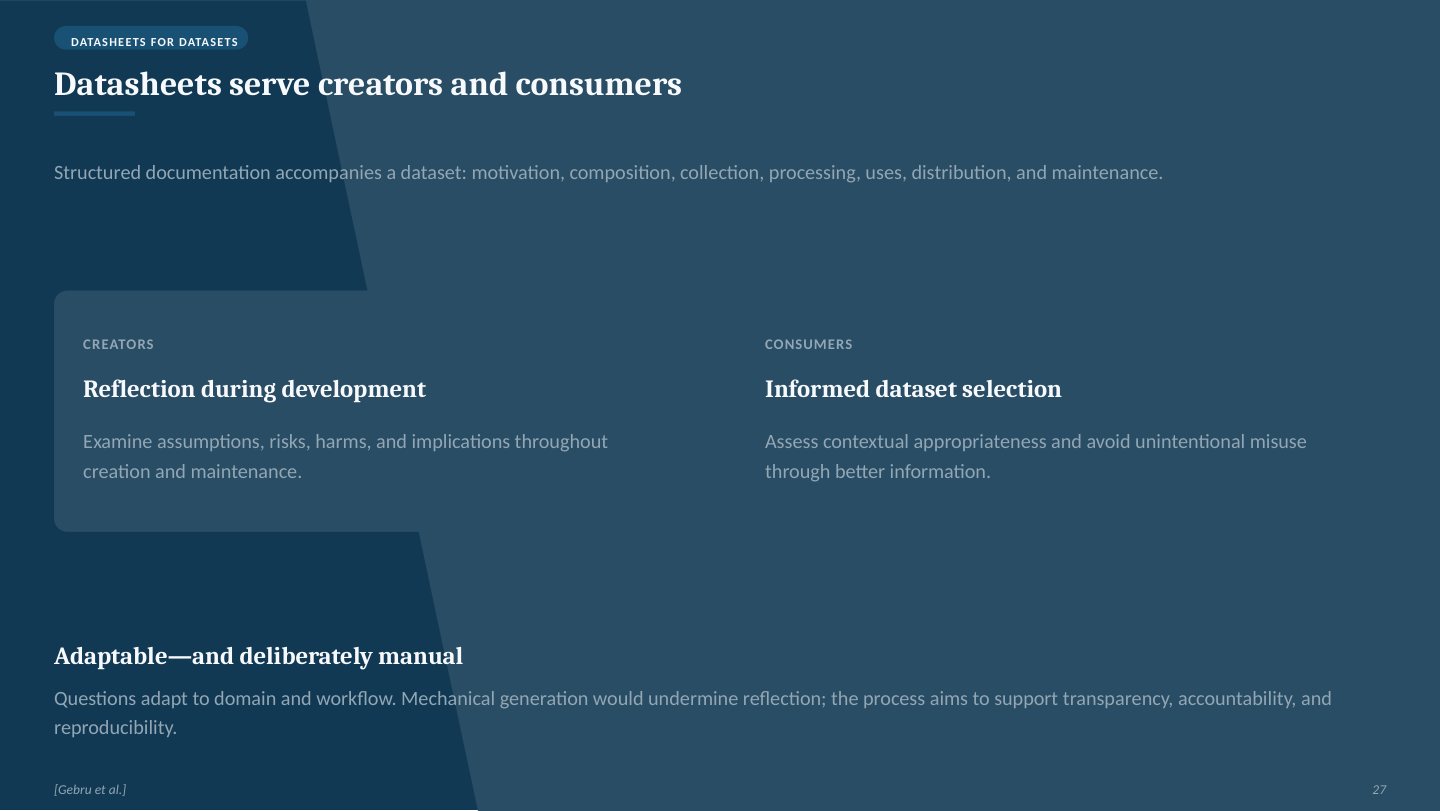 DATASHEETS FOR DATASETS
Datasheets serve creators and consumers
Structured documentation accompanies a dataset: motivation, composition, collection, processing, uses, distribution, and maintenance.
CREATORS
Reflection during development
Examine assumptions, risks, harms, and implications throughout
creation and maintenance.
CONSUMERS
Informed dataset selection
Assess contextual appropriateness and avoid unintentional misuse
through better information.
Adaptable—and deliberately manual
Questions adapt to domain and workflow. Mechanical generation would undermine reflection; the process aims to support transparency, accountability, and
reproducibility.
[Gebru et al.]
27